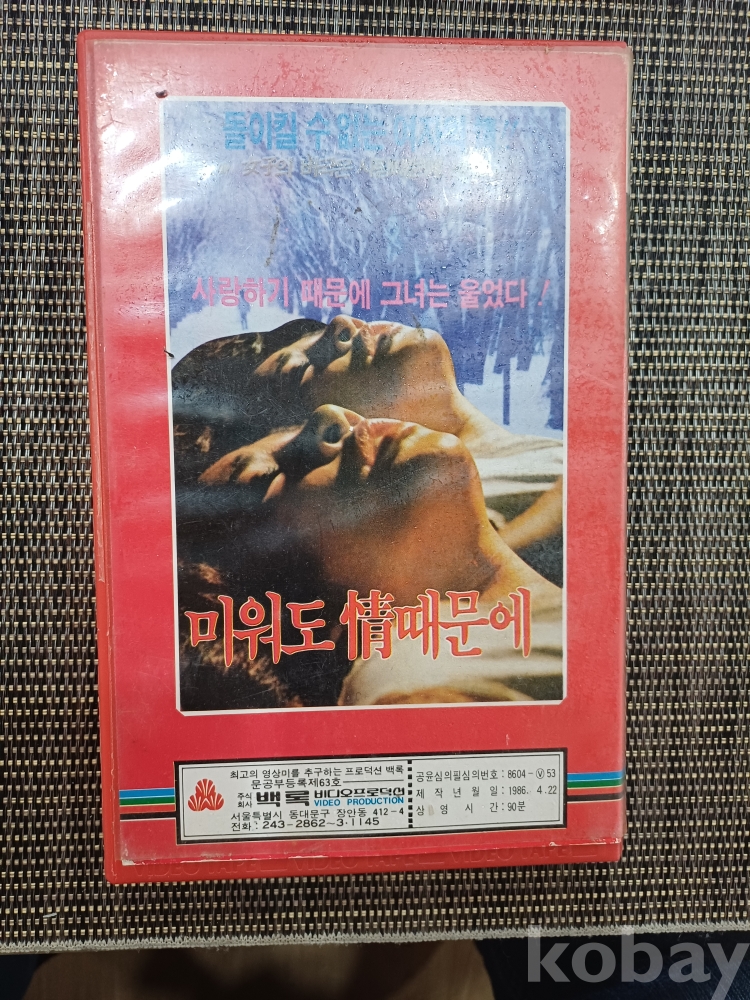 돌이킬 수 없는
사랑하기 때문에 그녀는 울었다 !
미워도 情때문에
최고의 영상미를 추구하는 프로덕션 백록
문공부등록제63호
주식회사 백록 비디오프로덕션
VIDEO PRODUCTION
서울특별시 동대문구 장안동 412-4
전화: 243-2862~3·1145
공윤심의필심의번호: 8604-Ⓥ53
제작년월일: 1986. 4. 22
상영시간: 90분
kobay